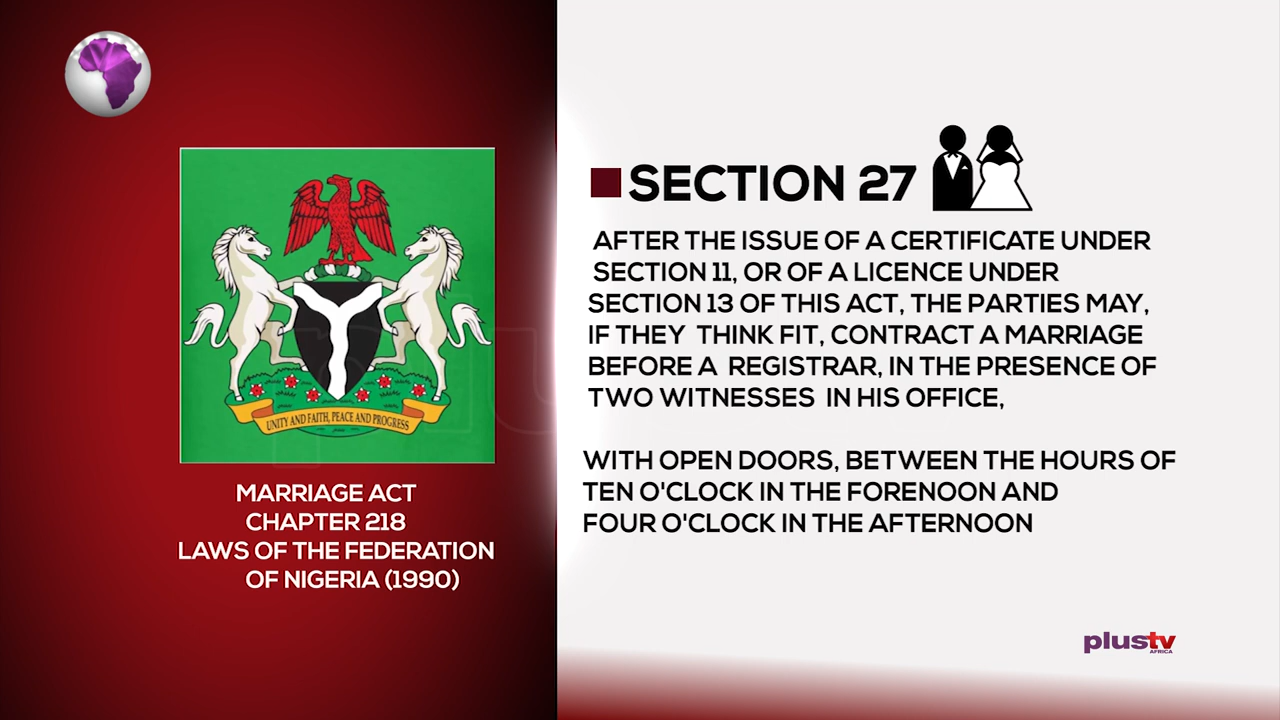 UNITY AND FAITH, PEACE AND PROGRESS
MARRIAGE ACT
CHAPTER 218
LAWS OF THE FEDERATION
OF NIGERIA (1990)
SECTION 27
AFTER THE ISSUE OF A CERTIFICATE UNDER
SECTION 11, OR OF A LICENCE UNDER
SECTION 13 OF THIS ACT, THE PARTIES MAY,
IF THEY THINK FIT, CONTRACT A MARRIAGE
BEFORE A REGISTRAR, IN THE PRESENCE OF
TWO WITNESSES IN HIS OFFICE,
WITH OPEN DOORS, BETWEEN THE HOURS OF
TEN O'CLOCK IN THE FORENOON AND
FOUR O'CLOCK IN THE AFTERNOON
plustv
AFRICA